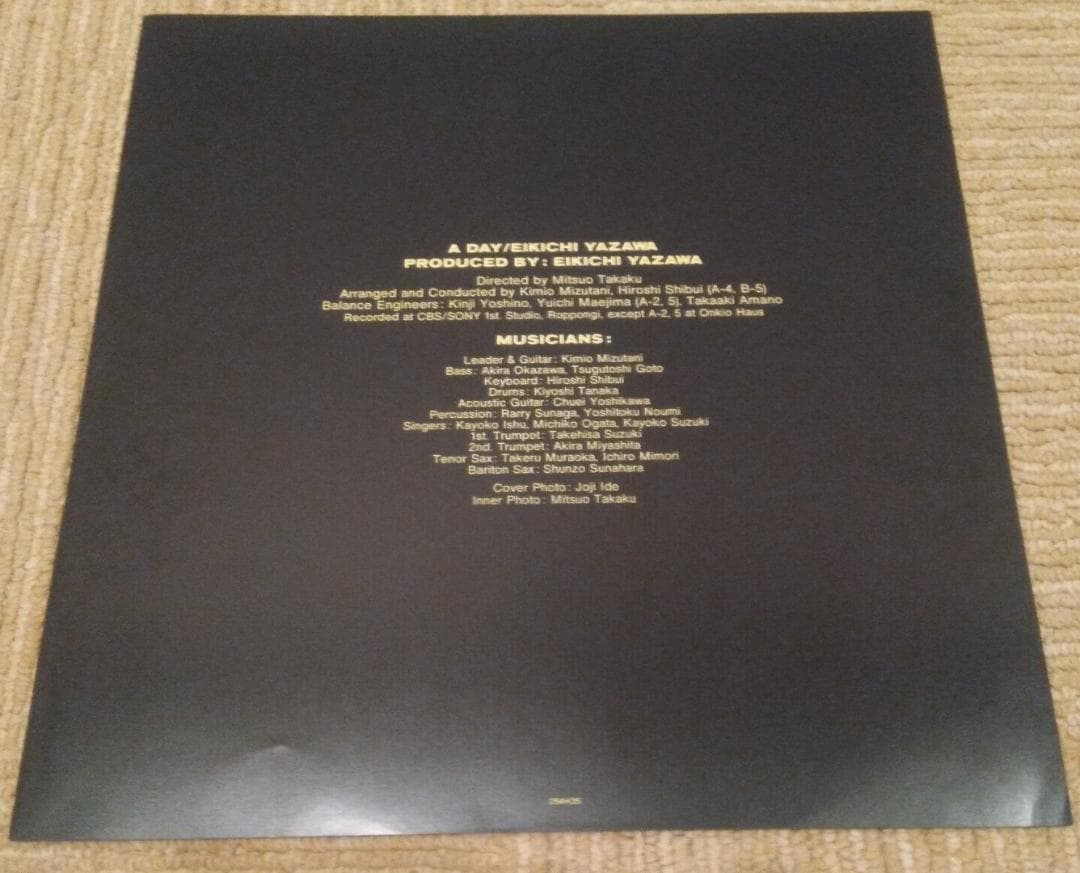 A DAY/EIKICHI YAZAWA
PRODUCED BY: EIKICHI YAZAWA
Directed by Mitsuo Takaku
Arranged and Conducted by Kimio Mizutani, Hiroshi Shibui (A-4, B-5)
Balance Engineers: Kinji Yoshino, Yuichi Maejima (A-2, 5), Takaaki Amano
Recorded at CBS/SONY 1st. Studio, Roppongi, except A-2, 5 at Onkio Haus
MUSICIANS:
Leader & Guitar: Kimio Mizutani
Bass: Akira Okazawa, Tsugutoshi Goto
Keyboard: Hiroshi Shibui
Drums: Kiyoshi Tanaka
Acoustic Guitar: Chuei Yoshikawa
Percussion: Rarry Sunaga, Yoshitoku Noumi
Singers: Kayoko Ishu, Michiko Ogata, Kayoko Suzuki
1st. Trumpet: Takehisa Suzuki
2nd. Trumpet: Akira Miyashita
Tenor Sax: Takeru Muraoka, Ichiro Mimori
Bariton Sax: Shunzo Sunahara
Cover Photo: Joji Ide
Inner Photo: Mitsuo Takaku